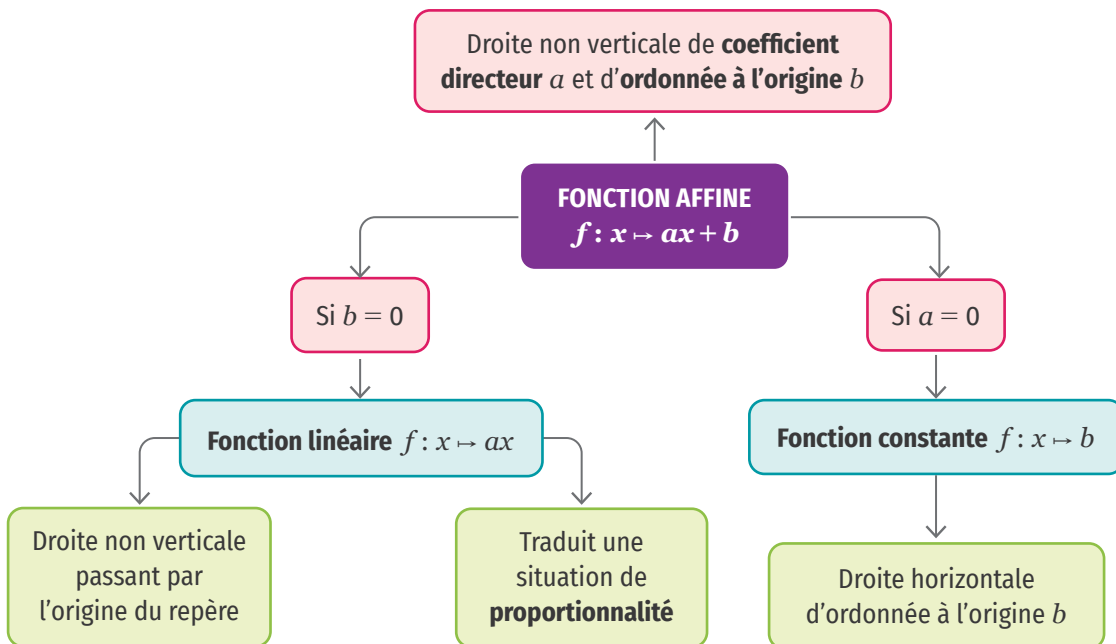 Droite non verticale de coefficient
directeur a et d'ordonnée à l'origine b
FONCTION AFFINE
f : x ↦ ax + b
Si b = 0
Si a = 0
Fonction linéaire f : x ↦ ax
Fonction constante f : x ↦ b
Droite non verticale
passant par
l'origine du repère
Traduit une
situation de
proportionnalité
Droite horizontale
d'ordonnée à l'origine b